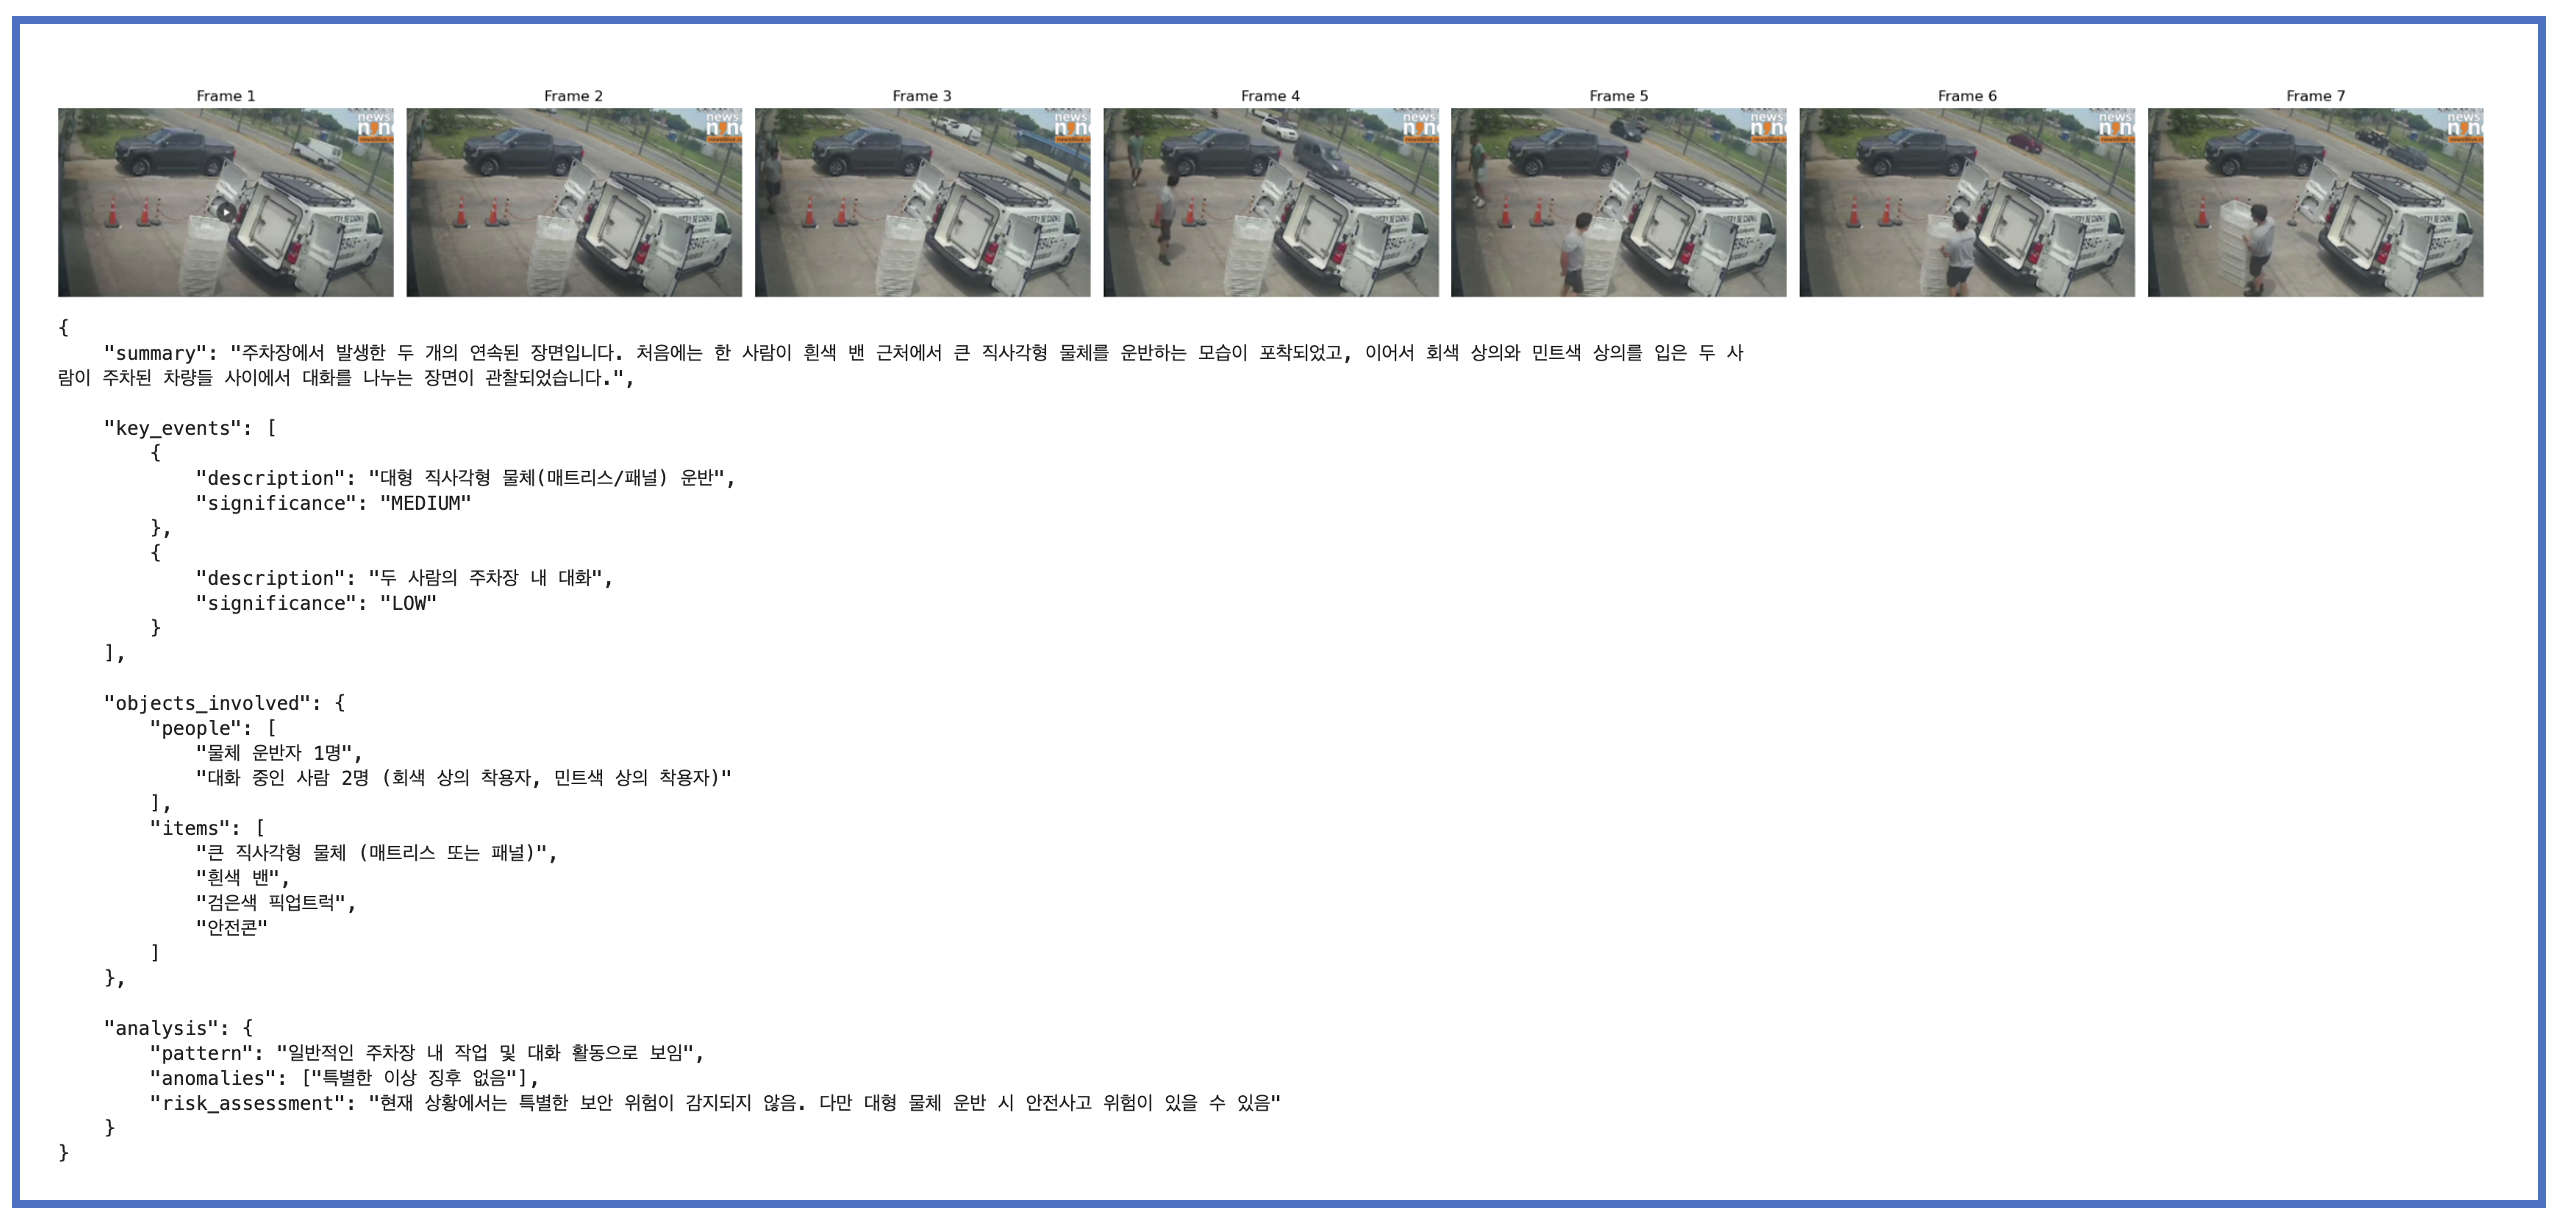 Frame 1
Frame 2
Frame 3
Frame 4
Frame 5
Frame 6
Frame 7
news
news
news
news
news
news
news
{
"summary": "주차장에서 발생한 두 개의 연속된 장면입니다. 처음에는 한 사람이 흰색 밴 근처에서 큰 직사각형 물체를 운반하는 모습이 포착되었고, 이어서 회색 상의와 민트색 상의를 입은 두 사
람이 주차된 차량들 사이에서 대화를 나누는 장면이 관찰되었습니다.",
"key_events": [
{
"description": "대형 직사각형 물체(매트리스/패널) 운반",
"significance": "MEDIUM"
},
{
"description": "두 사람의 주차장 내 대화",
"significance": "LOW"
}
],
"objects_involved": {
"people": [
"물체 운반자 1명",
"대화 중인 사람 2명 (회색 상의 착용자, 민트색 상의 착용자)"
],
"items": [
"큰 직사각형 물체 (매트리스 또는 패널)",
"흰색 밴",
"검은색 픽업트럭",
"안전콘"
]
},
"analysis": {
"pattern": "일반적인 주차장 내 작업 및 대화 활동으로 보임",
"anomalies": ["특별한 이상 징후 없음"],
"risk_assessment": "현재 상황에서는 특별한 보안 위험이 감지되지 않음. 다만 대형 물체 운반 시 안전사고 위험이 있을 수 있음"
}
}